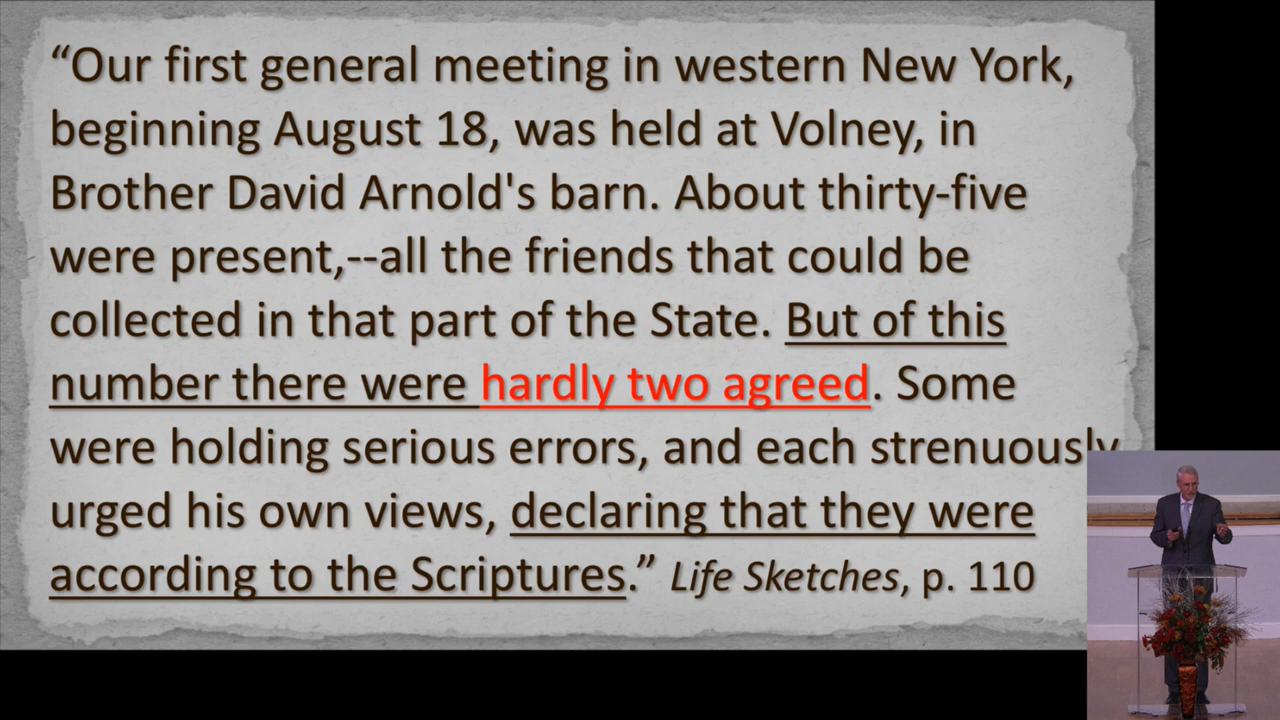 “Our first general meeting in western New York,
beginning August 18, was held at Volney, in
Brother David Arnold's barn. About thirty-five
were present,--all the friends that could be
collected in that part of the State. But of this
number there were hardly two agreed. Some
were holding serious errors, and each strenuously
urged his own views, declaring that they were
according to the Scriptures.” Life Sketches, p. 110